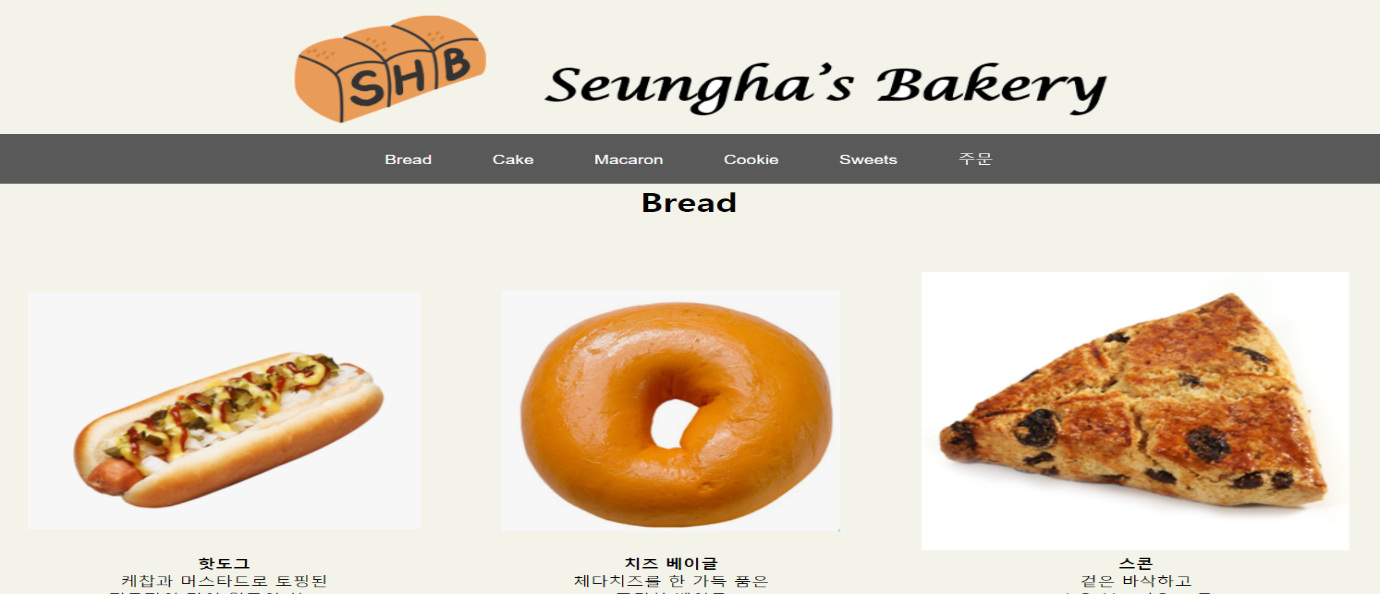 SHB
Seungha's Bakery
Bread Cake Macaron Cookie Sweets 주문
Bread
핫도그
치즈 베이글
스콘
케찹과 머스타드로 토핑된
체다치즈를 한 가득 품은
겉은 바삭하고